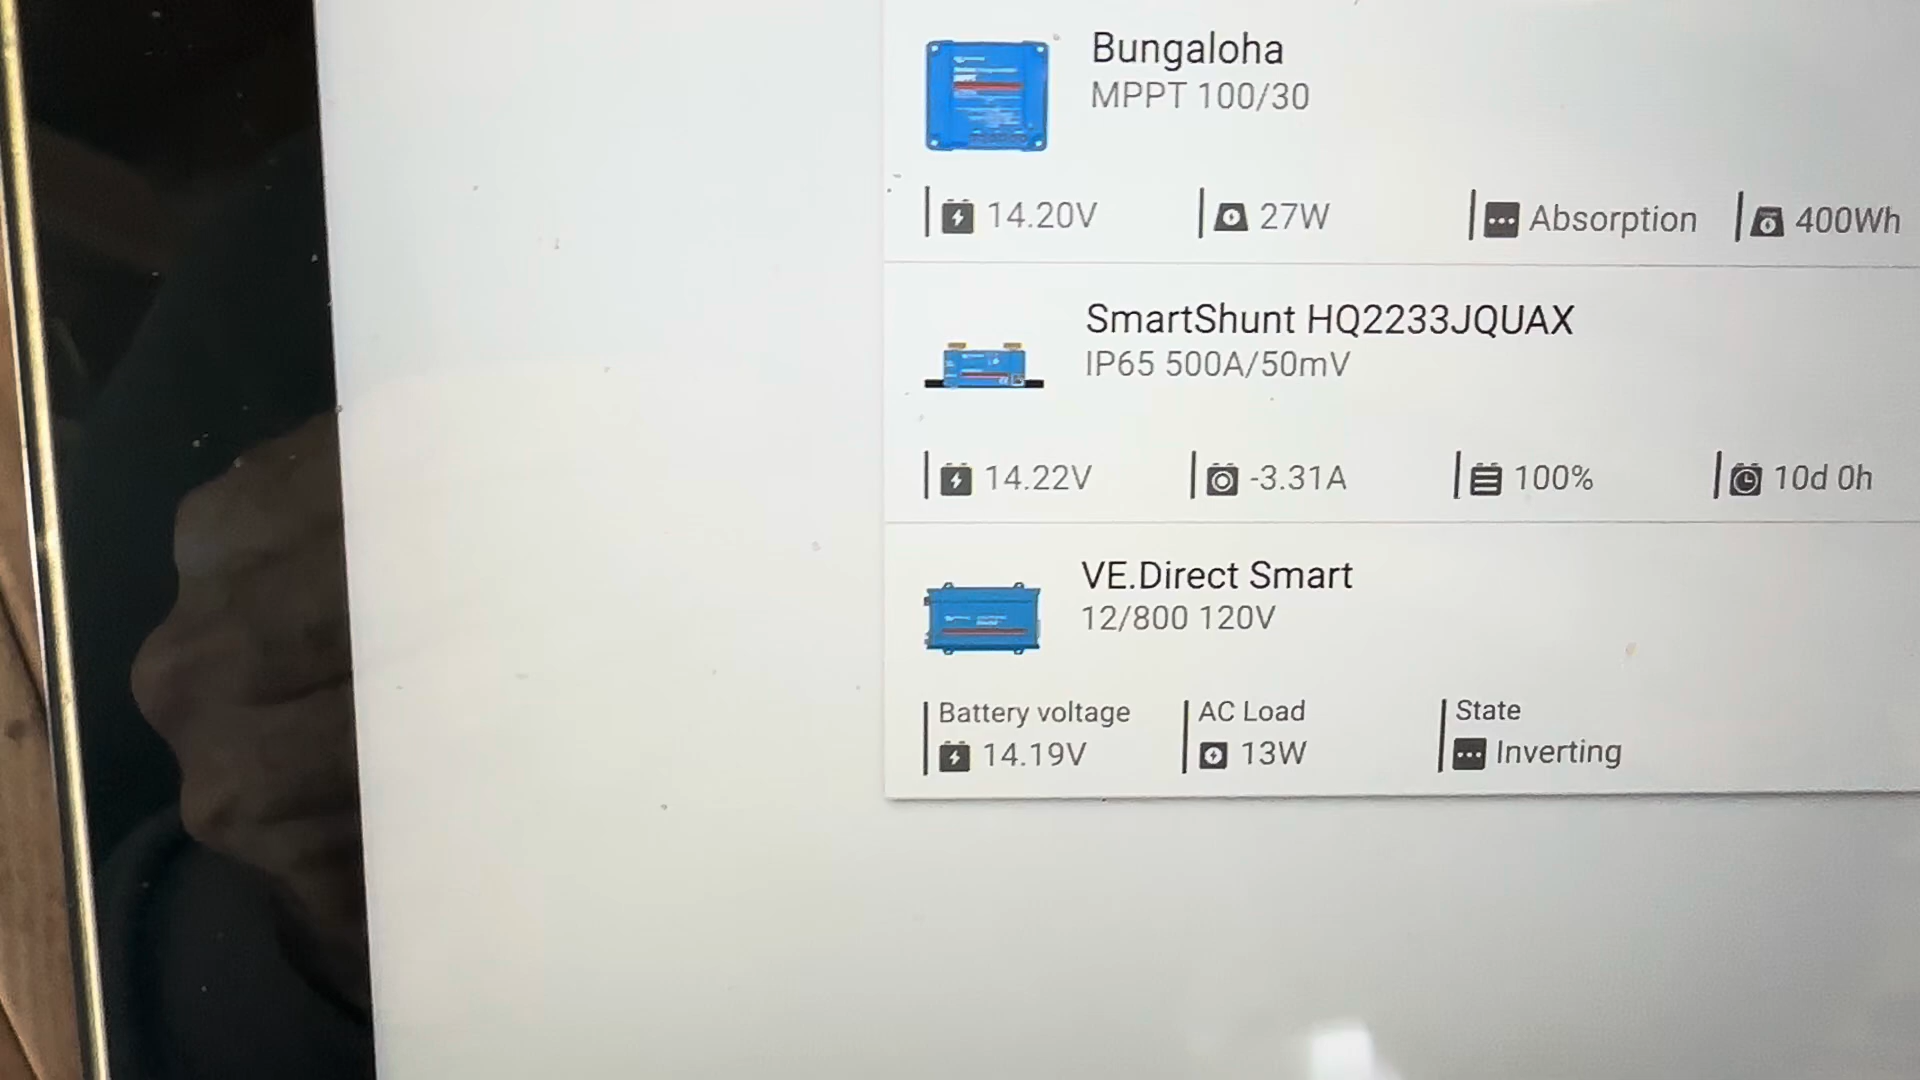 Bungaloha
MPPT 100/30
14.20V 27W Absorption 400Wh
SmartShunt HQ2233JQUAX
IP65 500A/50mV
14.22V -3.31A 100% 10d 0h
VE.Direct Smart
12/800 120V
Battery voltage AC Load State
14.19V 13W Inverting